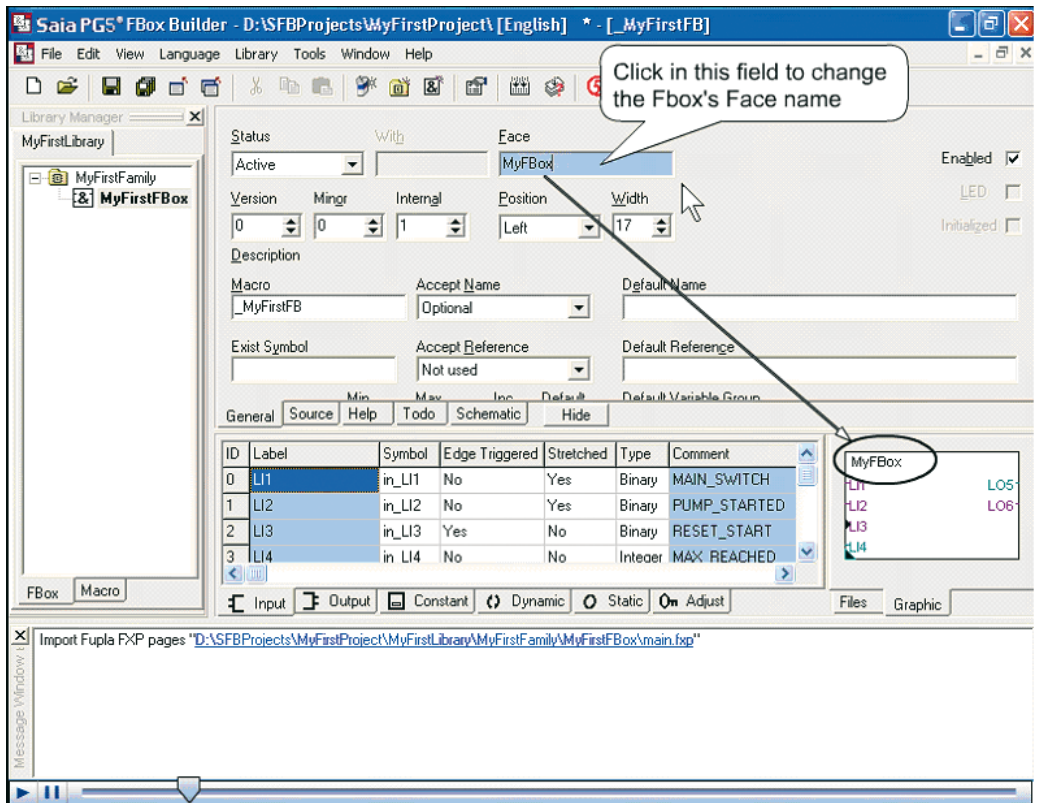 Saia PG5® FBox Builder - D:\SFBProjects\MyFirstProject\ [English] * - [_MyFirstFB]
File Edit View Language Library Tools Window Help
Click in this field to change
the Fbox's Face name
Library Manager
MyFirstLibrary
MyFirstFamily
MyFirstFBox
Status With Face
Active MyFBox Enabled
LED
Version Minor Internal Position Width
0 0 1 Left 17 Initialized
Description
Macro Accept Name Default Name
_MyFirstFB Optional
Exist Symbol Accept Reference Default Reference
Not used
Min Max Inc Default Default Variable Group
General Source Help Todo Schematic Hide
ID Label Symbol Edge Triggered Stretched Type Comment
0 LI1 in_LI1 No Yes Binary MAIN_SWITCH
1 LI2 in_LI2 No Yes Binary PUMP_STARTED
2 LI3 in_LI3 Yes No Binary RESET_START
3 LI4 in_LI4 No No Integer MAX_REACHED
MyFBox
LI1 LO5
LI2 LO6
LI3
LI4
FBox Macro
Input Output Constant Dynamic Static Adjust
Files Graphic
Import Fupla FXP pages "D:\SFBProjects\MyFirstProject\MyFirstLibrary\MyFirstFamily\MyFirstFBox\main.fxp"
Message Window